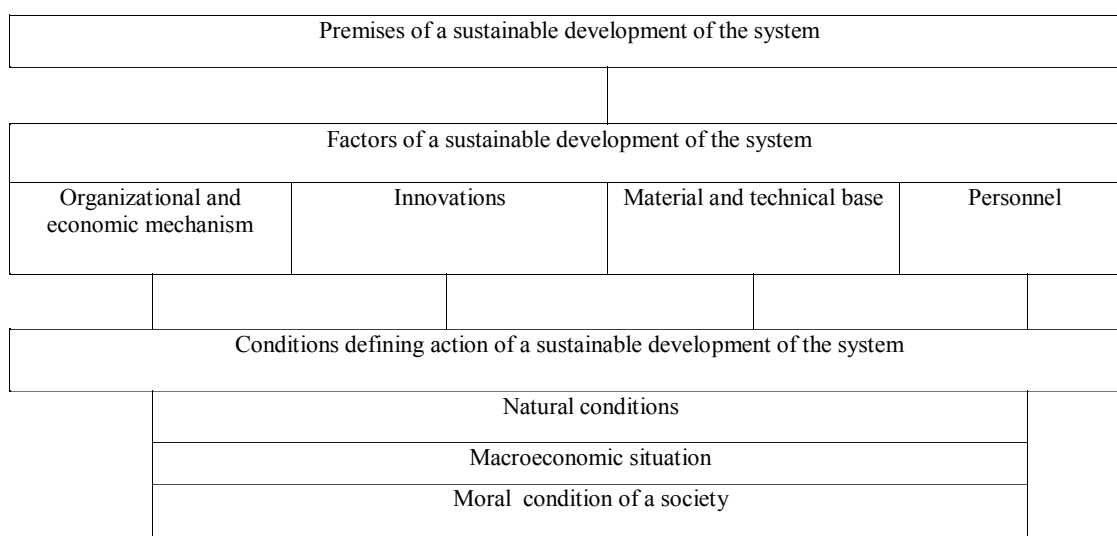 Premises of a sustainable development of the system
Factors of a sustainable development of the system
Organizational and
economic mechanism
Innovations
Material and technical base
Personnel
Conditions defining action of a sustainable development of the system
Natural conditions
Macroeconomic situation
Moral condition of a society